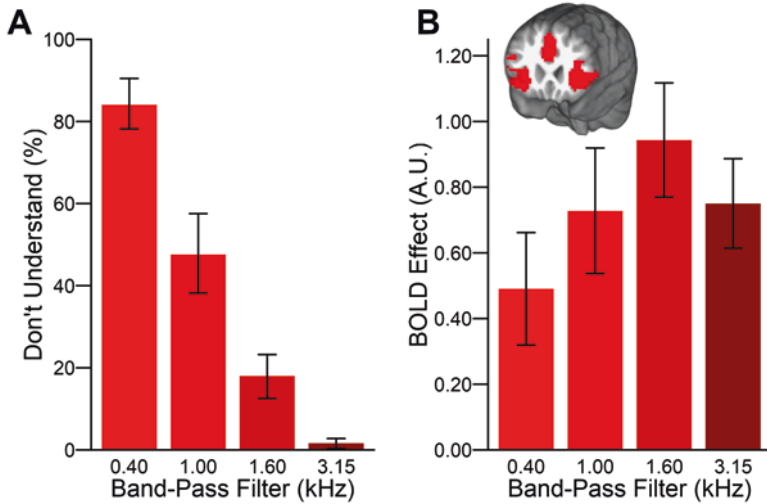 A
Don't Understand (%)
100
80
60
40
20
0
0.40 1.00 1.60 3.15
Band-Pass Filter (kHz)
B
BOLD Effect (A.U.)
1.20
1.00
0.80
0.60
0.40
0.20
0.00
0.40 1.00 1.60 3.15
Band-Pass Filter (kHz)